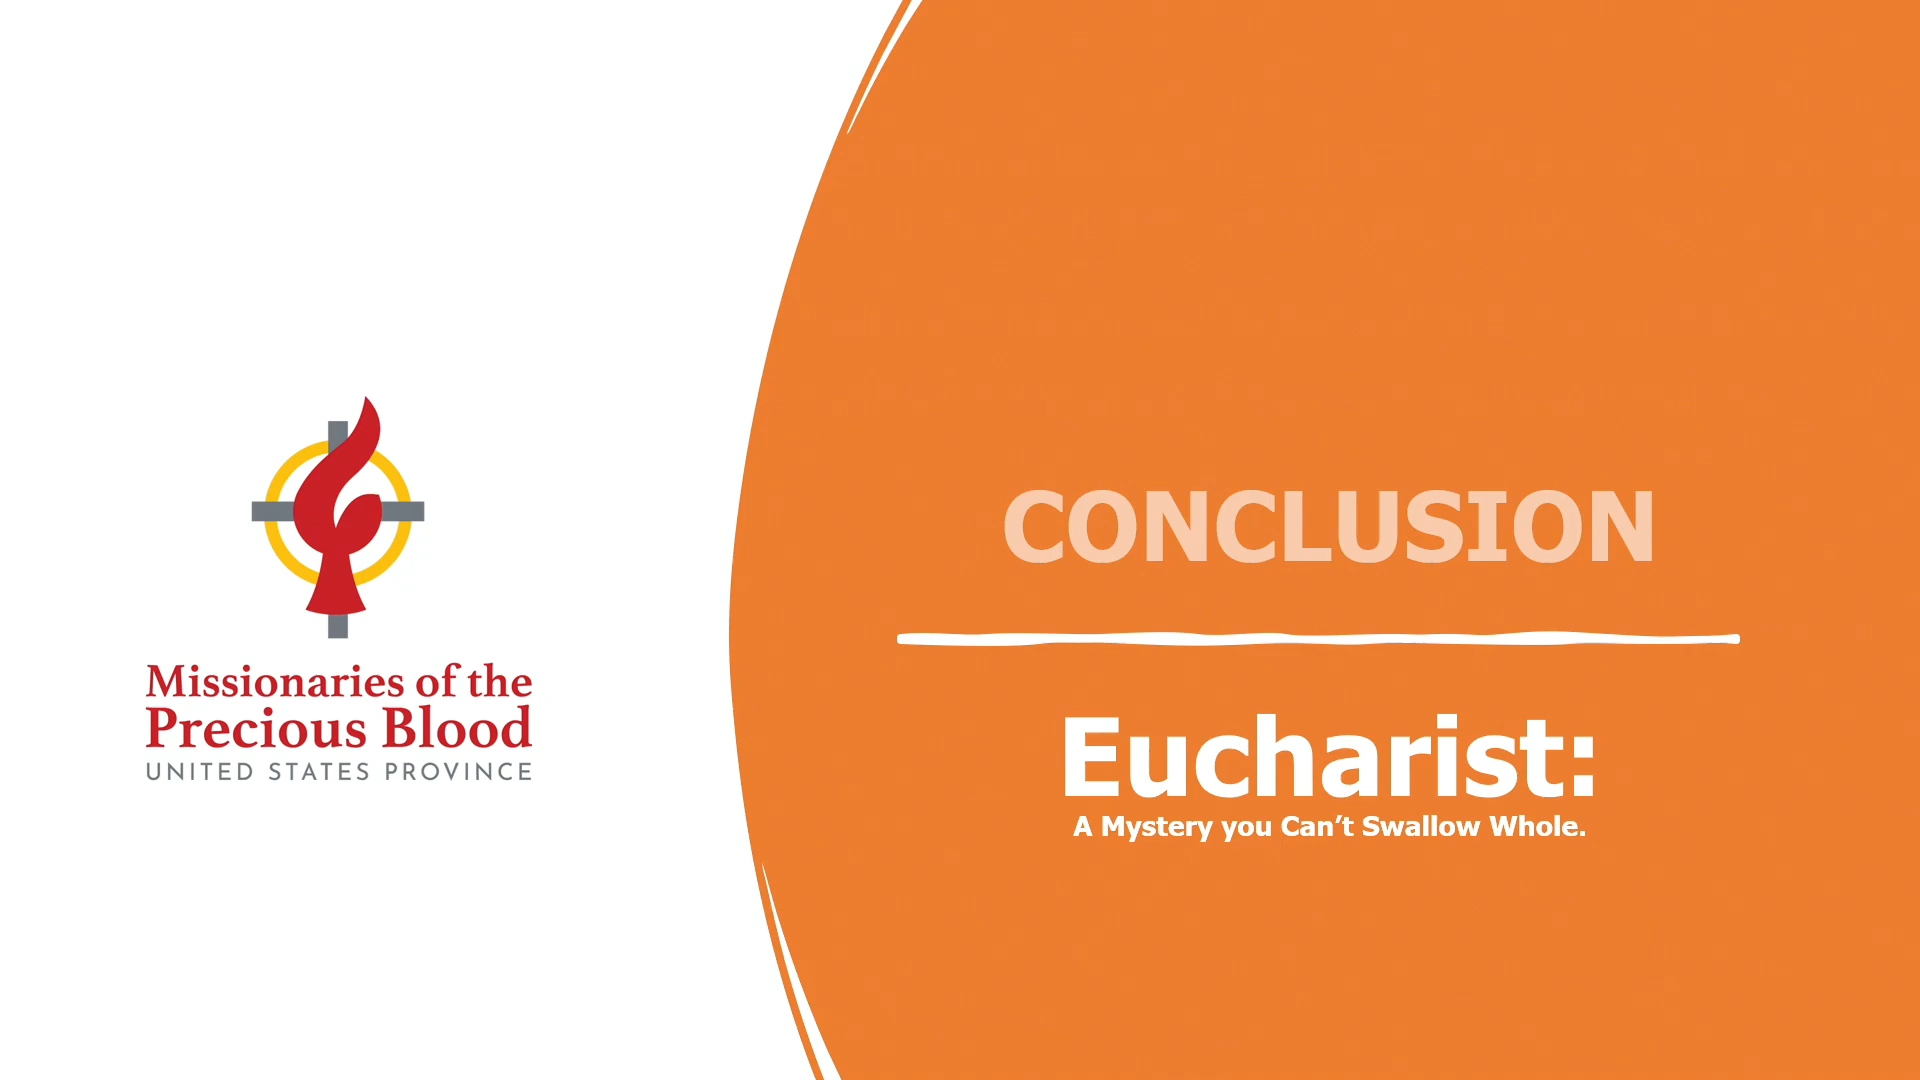 Missionaries of the
Precious Blood
UNITED STATES PROVINCE
CONCLUSION
Eucharist:
A Mystery you Can’t Swallow Whole.